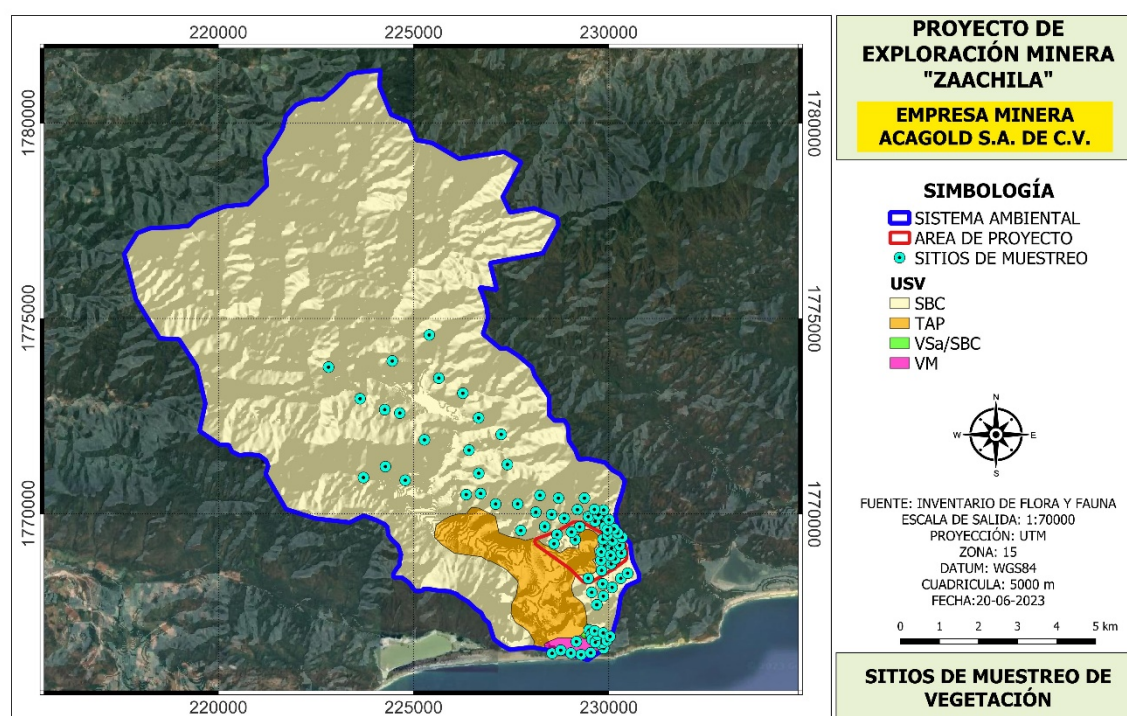 220000 225000 230000
1780000 1780000
1775000 1775000
1770000 1770000
220000 225000 230000
PROYECTO DE
EXPLORACIÓN MINERA
"ZAACHILA"
EMPRESA MINERA
ACAGOLD S.A. DE C.V.
SIMBOLOGÍA
SISTEMA AMBIENTAL
AREA DE PROYECTO
SITIOS DE MUESTREO
USV
SBC
TAP
VSa/SBC
VM
N
W E
S
FUENTE: INVENTARIO DE FLORA Y FAUNA
ESCALA DE SALIDA: 1:70000
PROYECCIÓN: UTM
ZONA: 15
DATUM: WGS84
CUADRICULA: 5000 m
FECHA:20-06-2023
0 1 2 3 4 5 km
SITIOS DE MUESTREO DE
VEGETACIÓN